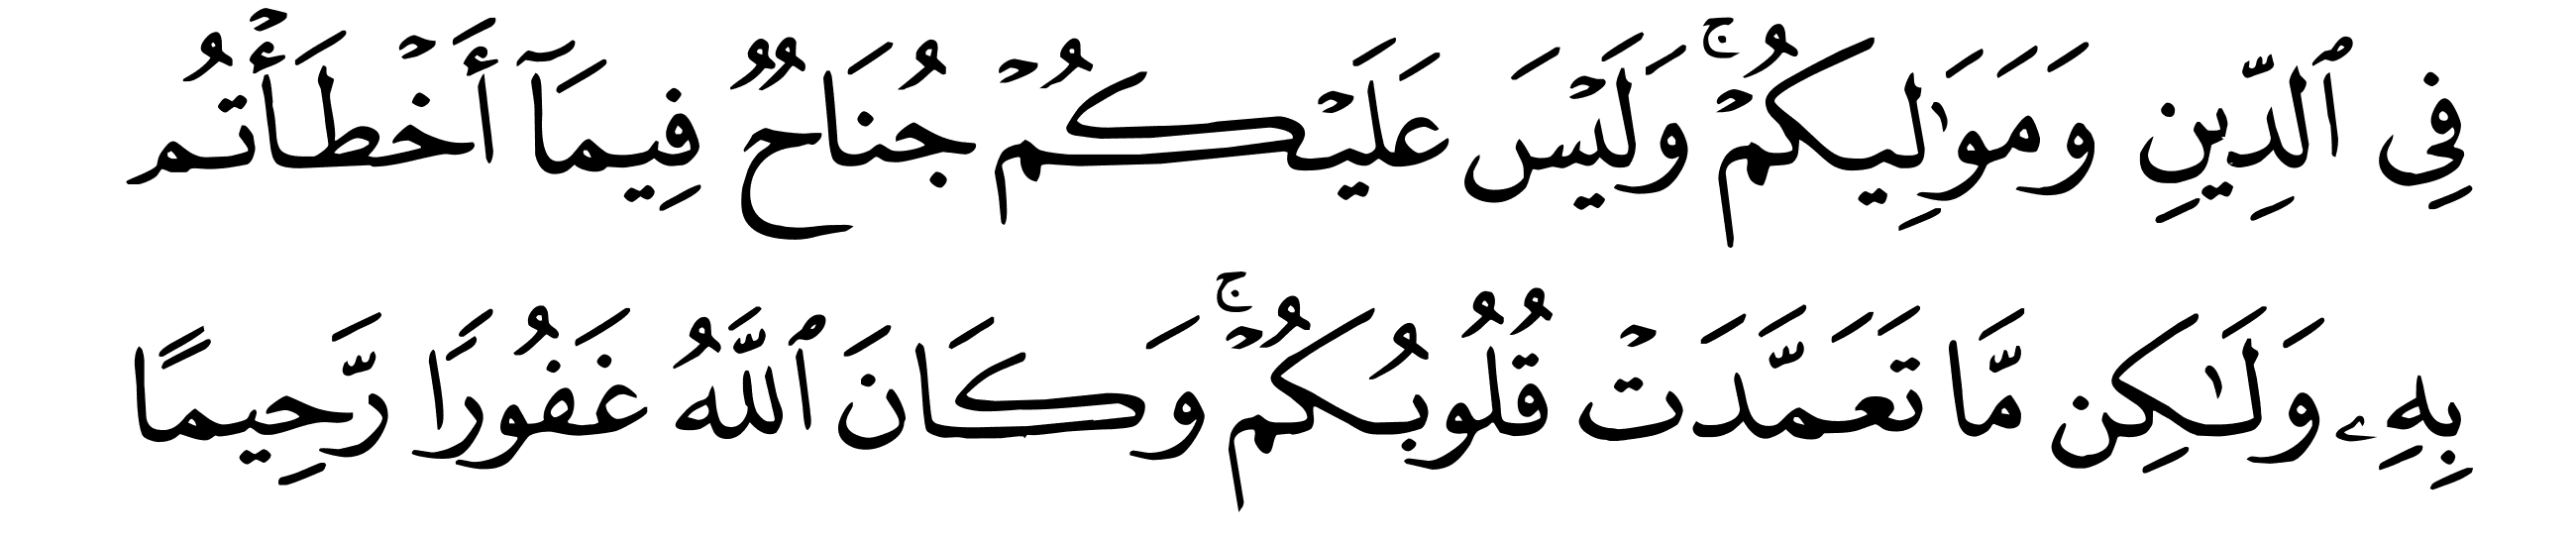 فِى ٱلدِّينِ وَمَوَٰلِيكُمْ ۚ وَلَيْسَ عَلَيْكُمْ جُنَاحٌ فِيمَآ أَخْطَأْتُم
بِهِۦ وَلَـٰكِن مَّا تَعَمَّدَتْ قُلُوبُكُمْ ۚ وَكَانَ ٱللَّهُ غَفُورًا رَّحِيمًا